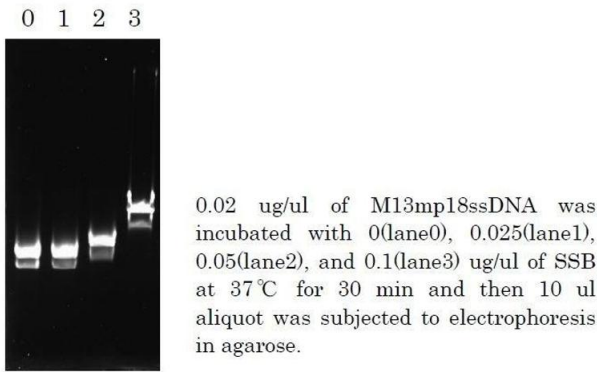 0 1 2 3
0.02 ug/ul of M13mp18ssDNA was
incubated with 0(lane0), 0.025(lane1),
0.05(lane2), and 0.1(lane3) ug/ul of SSB
at 37℃ for 30 min and then 10 ul
aliquot was subjected to electrophoresis
in agarose.